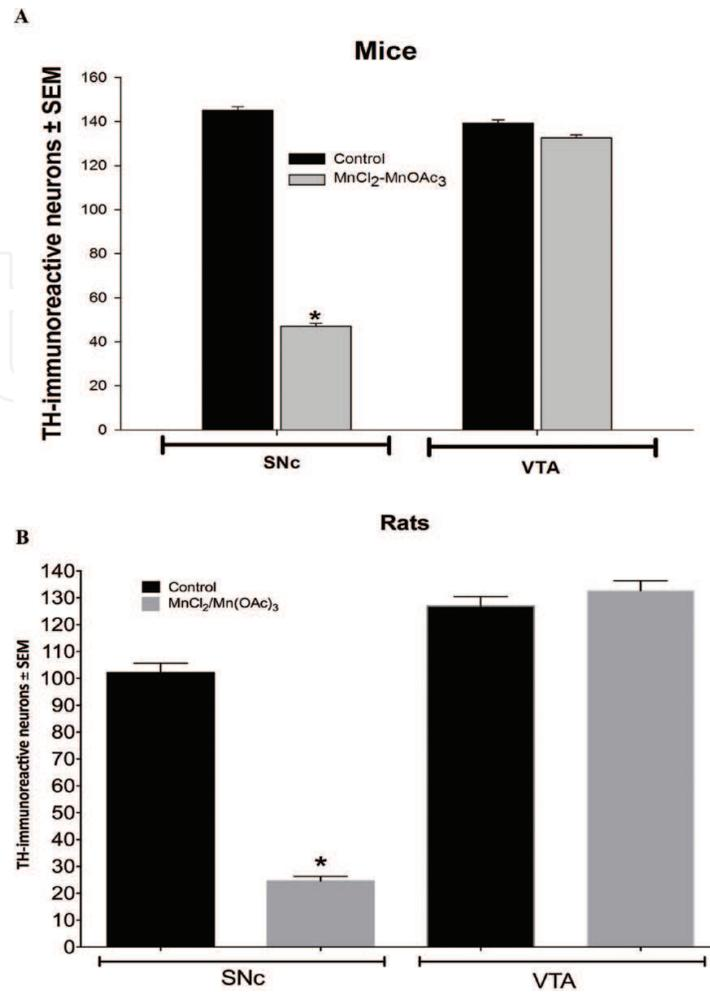 A
Mice
TH-immunoreactive neurons ± SEM
160
140
120
100
80
60
40
20
0
Control
MnCl2-MnOAc3
*
SNc
VTA
B
Rats
TH-immunoreactive neurons ± SEM
140
130
120
110
100
90
80
70
60
50
40
30
20
10
0
Control
MnCl2/Mn(OAc)3
*
SNc
VTA